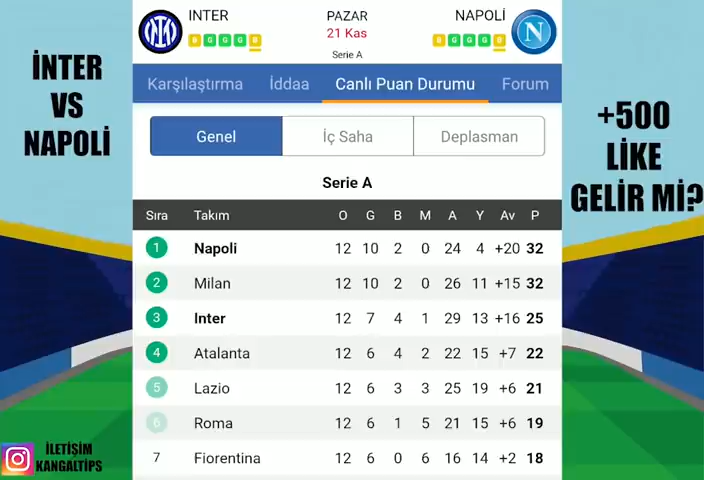 İNTER
VS
NAPOLİ
INTER
B G G G B
PAZAR
21 Kas
Serie A
NAPOLİ
B G G G B
N
+500
LİKE
GELİR Mİ?
Karşılaştırma İddaa Canlı Puan Durumu Forum
Genel İç Saha Deplasman
Serie A
Sıra Takım O G B M A Y Av P
1 Napoli 12 10 2 0 24 4 +20 32
2 Milan 12 10 2 0 26 11 +15 32
3 Inter 12 7 4 1 29 13 +16 25
4 Atalanta 12 6 4 2 22 15 +7 22
5 Lazio 12 6 3 3 25 19 +6 21
6 Roma 12 6 1 5 21 15 +6 19
7 Fiorentina 12 6 0 6 16 14 +2 18
İLETİŞİM
KANGALTİPS